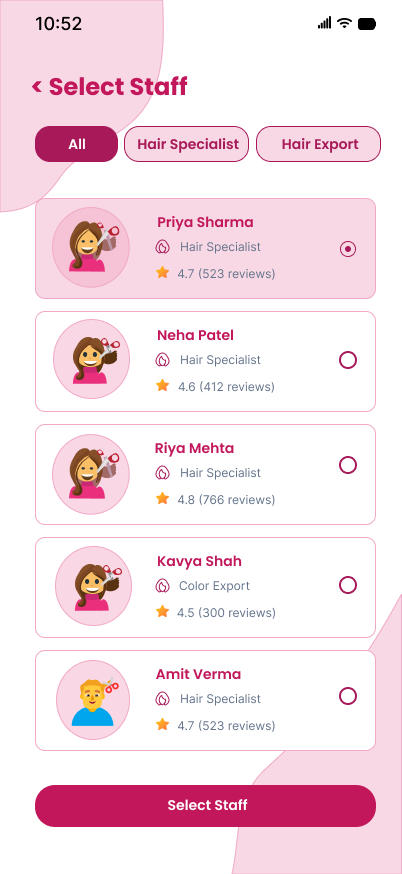 10:52
< Select Staff
All
Hair Specialist
Hair Export
Priya Sharma
Hair Specialist
4.7 (523 reviews)
Neha Patel
Hair Specialist
4.6 (412 reviews)
Riya Mehta
Hair Specialist
4.8 (766 reviews)
Kavya Shah
Color Export
4.5 (300 reviews)
Amit Verma
Hair Specialist
4.7 (523 reviews)
Select Staff